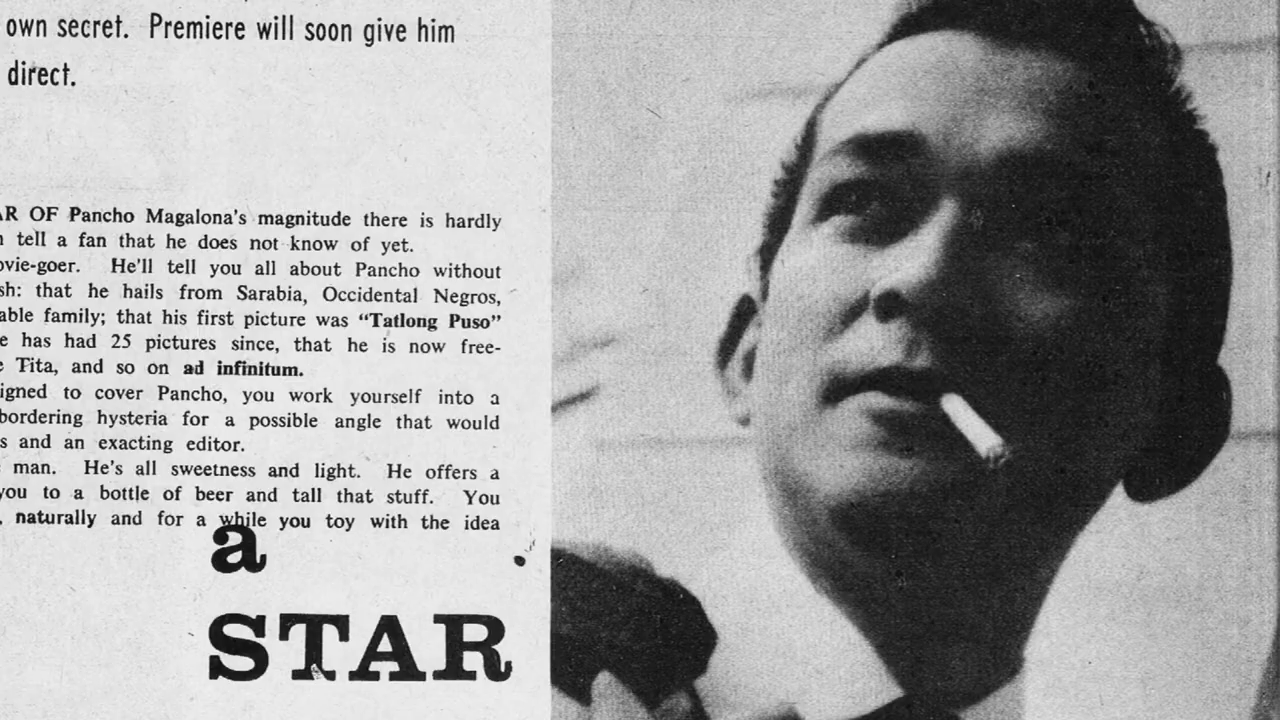 own secret. Premiere will soon give him
direct.
AR OF Pancho Magalona's magnitude there is hardly
tell a fan that he does not know of yet.
ovie-goer. He'll tell you all about Pancho without
sh: that he hails from Sarabia, Occidental Negros,
able family; that his first picture was “Tatlong Puso”
e has had 25 pictures since, that he is now free-
e Tita, and so on ad infinitum.
igned to cover Pancho, you work yourself into a
bordering hysteria for a possible angle that would
s and an exacting editor.
man. He's all sweetness and light. He offers a
you to a bottle of beer and tall that stuff. You
, naturally and for a while you toy with the idea
a
STAR